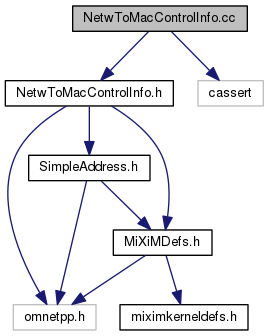 NetwToMacControlInfo.cc
NetwToMacControlInfo.h
cassert
SimpleAddress.h
MiXiMDefs.h
omnetpp.h
miximkerneldefs.h